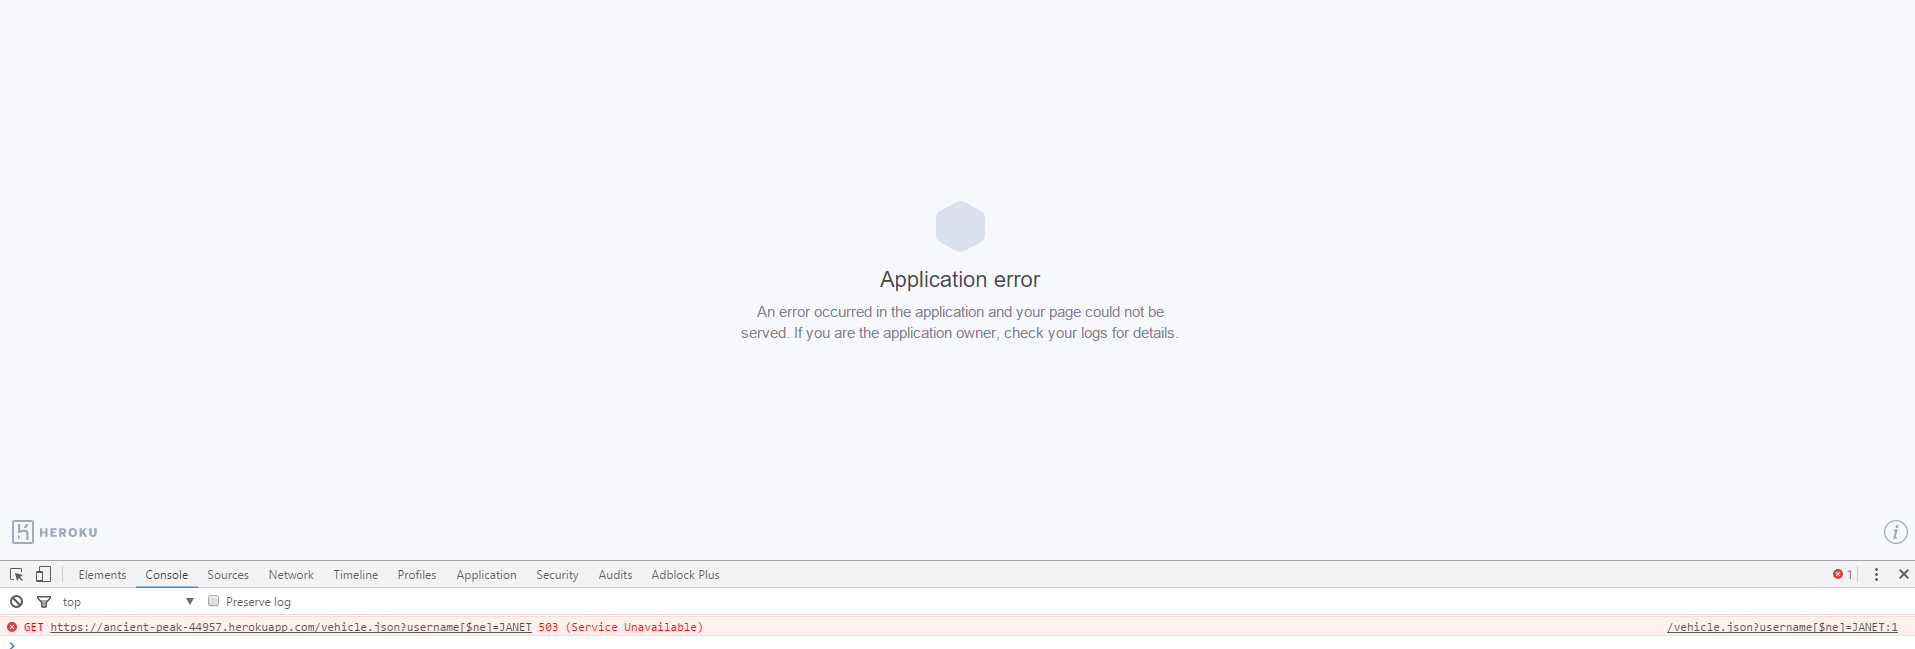 Application error
An error occurred in the application and your page could not be
served. If you are the application owner, check your logs for details.
HEROKU
i
Elements Console Sources Network Timeline Profiles Application Security Audits Adblock Plus 1
top Preserve log
GET https://ancient-peak-44957.herokuapp.com/vehicle.json?username[$ne]=JANET 503 (Service Unavailable) /vehicle.json?username[$ne]=JANET:1